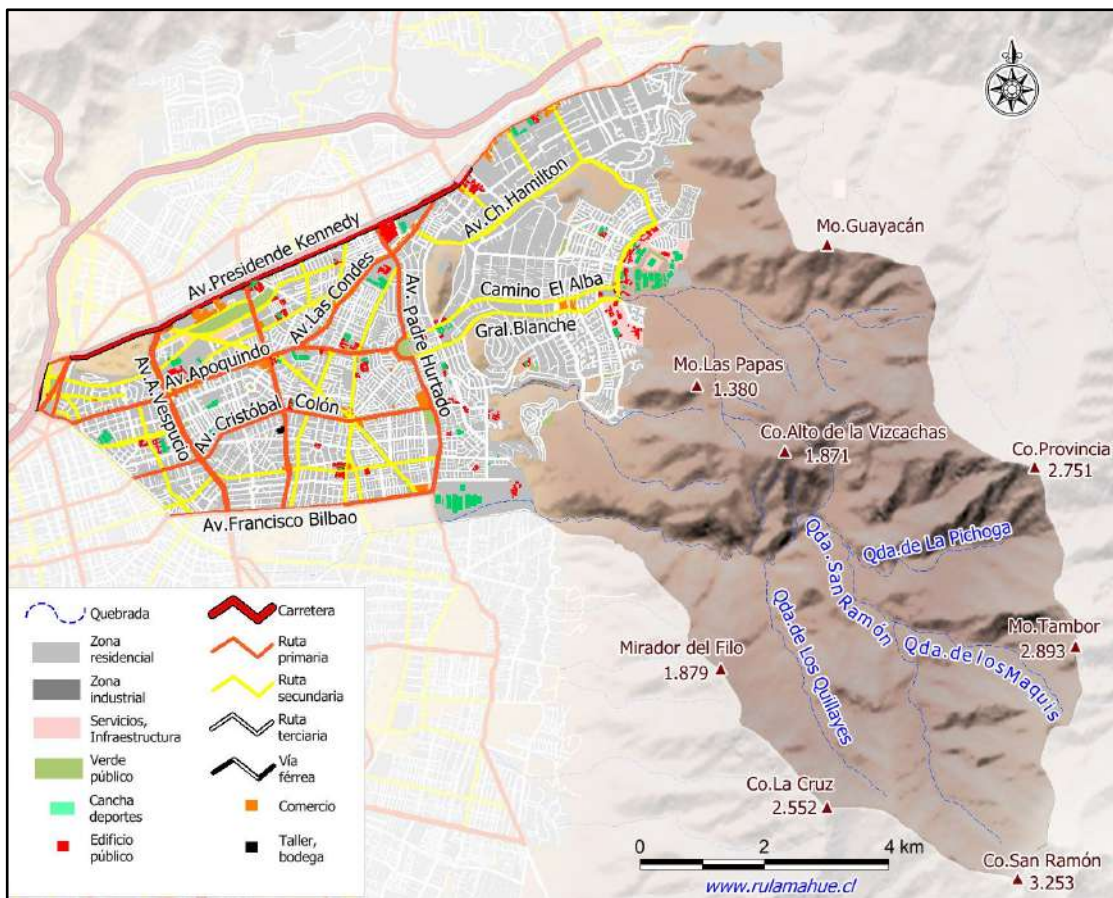 Av.Presidende Kennedy
Av.Ch.Hamilton
Mo.Guayacán
Av.Las Condes
Camino El Alba
Gral.Blanche
Av. Padre Hurtado
Av.Apoquindo
Av.A.Vespucio
Av. Cristóbal Colón
Av.Francisco Bilbao
Mo.Las Papas
1.380
Co.Alto de la Vizcachas
1.871
Co.Provincia
2.751
Qda.de La Pichoga
Qda. San Ramón
Qda.de Los Quillayes
Qda.de los Maquis
Mo.Tambor
2.893
Mirador del Filo
1.879
Co.La Cruz
2.552
Co.San Ramón
3.253
Quebrada
Zona
residencial
Zona
industrial
Servicios,
Infraestructura
Verde
público
Cancha
deportes
Edificio
público
Carretera
Ruta
primaria
Ruta
secundaria
Ruta
terciaria
Vía
férrea
Comercio
Taller,
bodega
0 2 4 km
www.rulamahue.cl